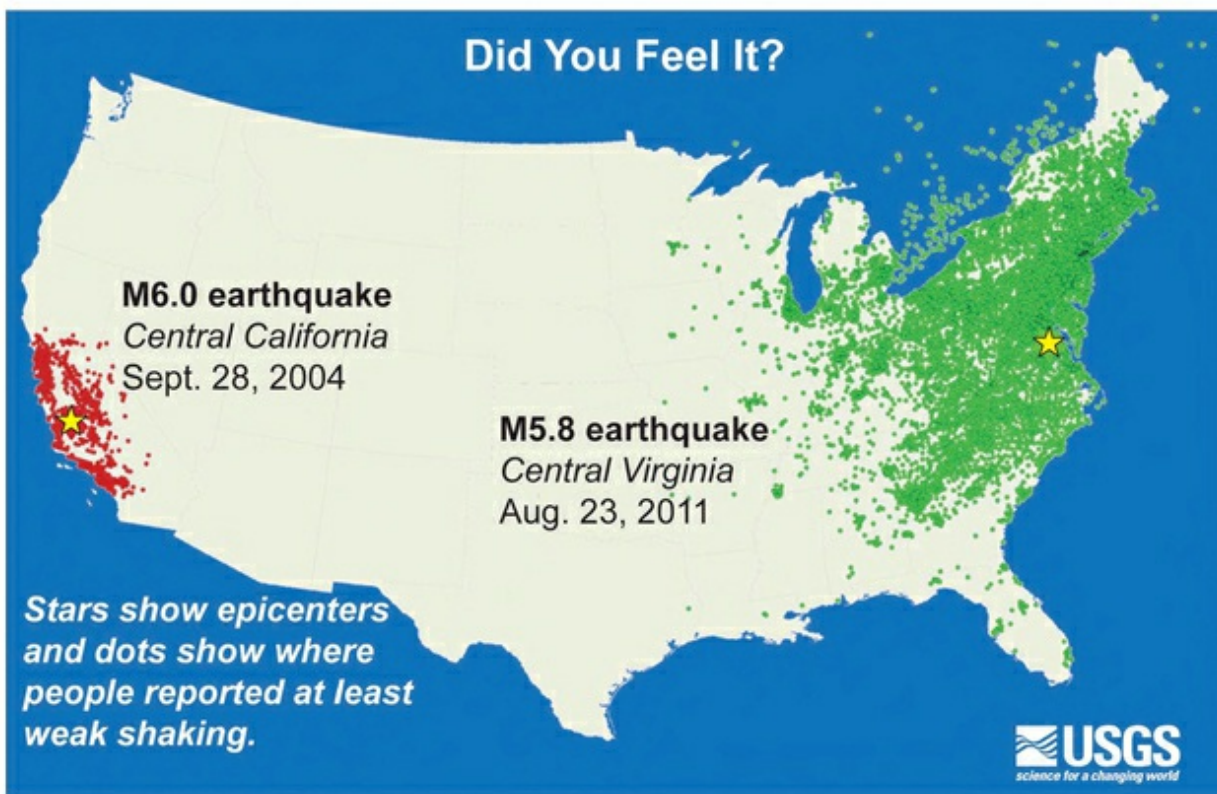 Did You Feel It?
M6.0 earthquake
Central California
Sept. 28, 2004
M5.8 earthquake
Central Virginia
Aug. 23, 2011
Stars show epicenters
and dots show where
people reported at least
weak shaking.
USGS
science for a changing world